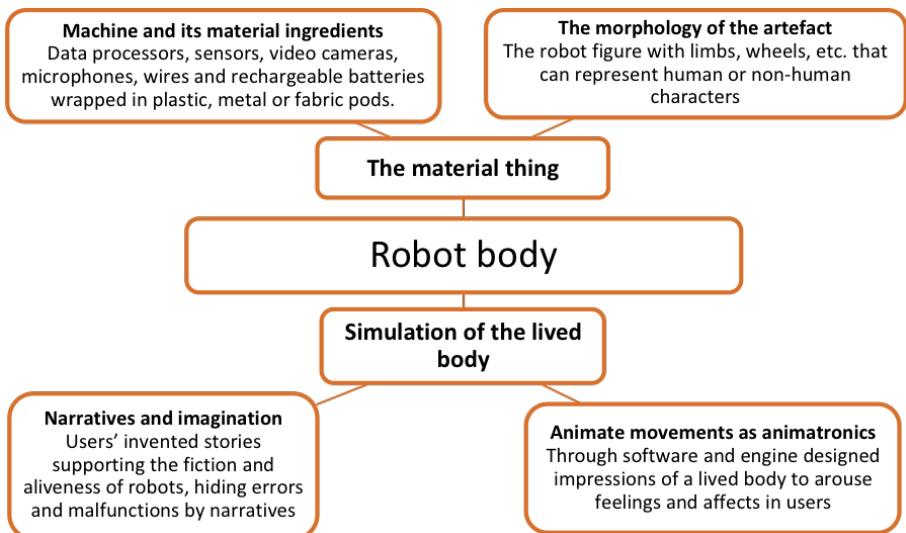 Machine and its material ingredients
Data processors, sensors, video cameras,
microphones, wires and rechargeable batteries
wrapped in plastic, metal or fabric pods.
The morphology of the artefact
The robot figure with limbs, wheels, etc. that
can represent human or non-human
characters
The material thing
Robot body
Simulation of the lived
body
Narratives and imagination
Users’ invented stories
supporting the fiction and
aliveness of robots, hiding errors
and malfunctions by narratives
Animate movements as animatronics
Through software and engine designed
impressions of a lived body to arouse
feelings and affects in users